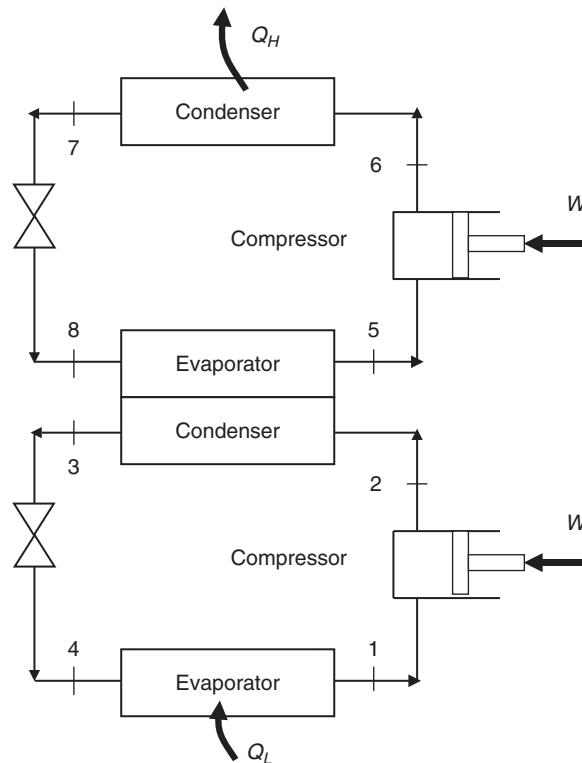 Q_H
Condenser
7
6
W
Compressor
8
5
Evaporator
Condenser
3
2
W
Compressor
4
1
Evaporator
Q_L